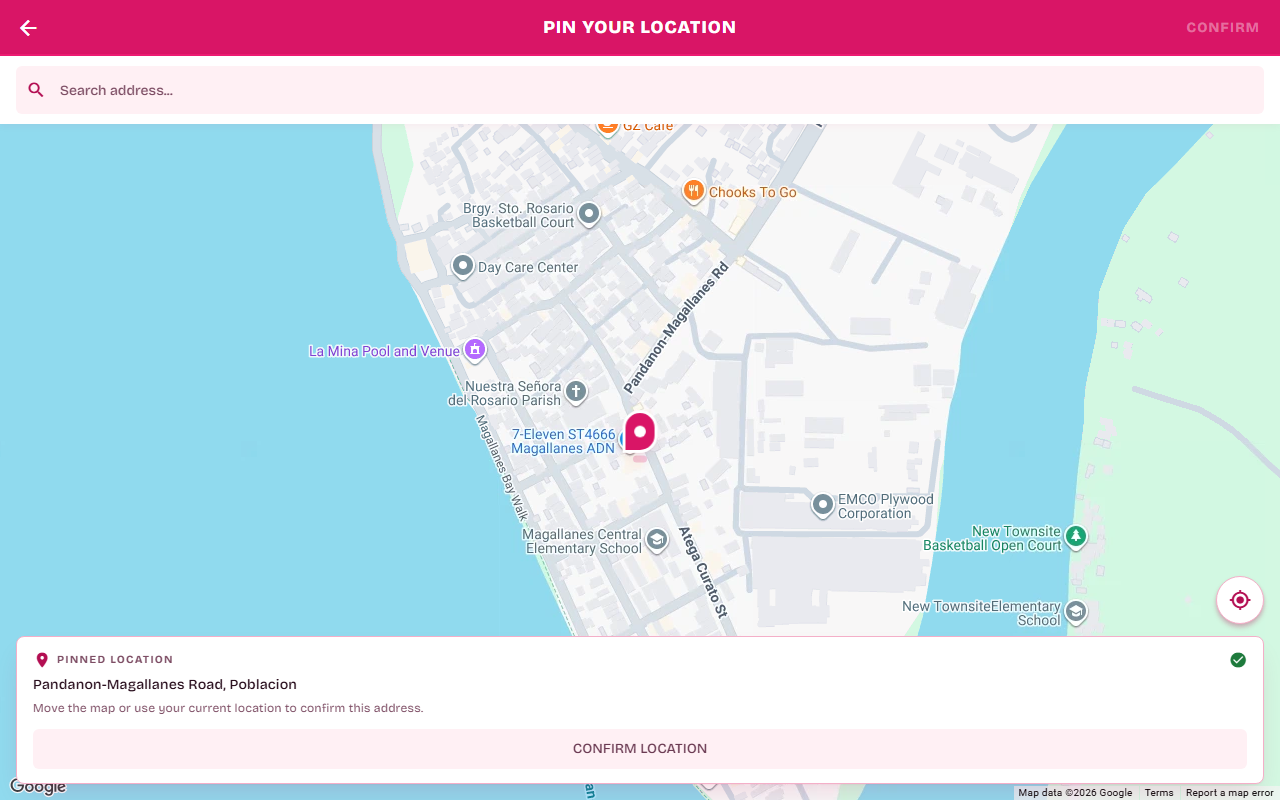 PIN YOUR LOCATION
CONFIRM
Search address...
GZ Cafe
Chooks To Go
Brgy. Sto. Rosario
Basketball Court
Day Care Center
Pandanon-Magallanes Rd
La Mina Pool and Venue
Nuestra Señora
del Rosario Parish
7-Eleven ST4666
Magallanes ADN
Magallanes Bay Walk
EMCO Plywood
Corporation
Magallanes Central
Elementary School
Atega Curato St
New Townsite
Basketball Open Court
New TownsiteElementary
School
PINNED LOCATION
Pandanon-Magallanes Road, Poblacion
Move the map or use your current location to confirm this address.
CONFIRM LOCATION
Google
Map data ©2026 Google
Terms
Report a map error